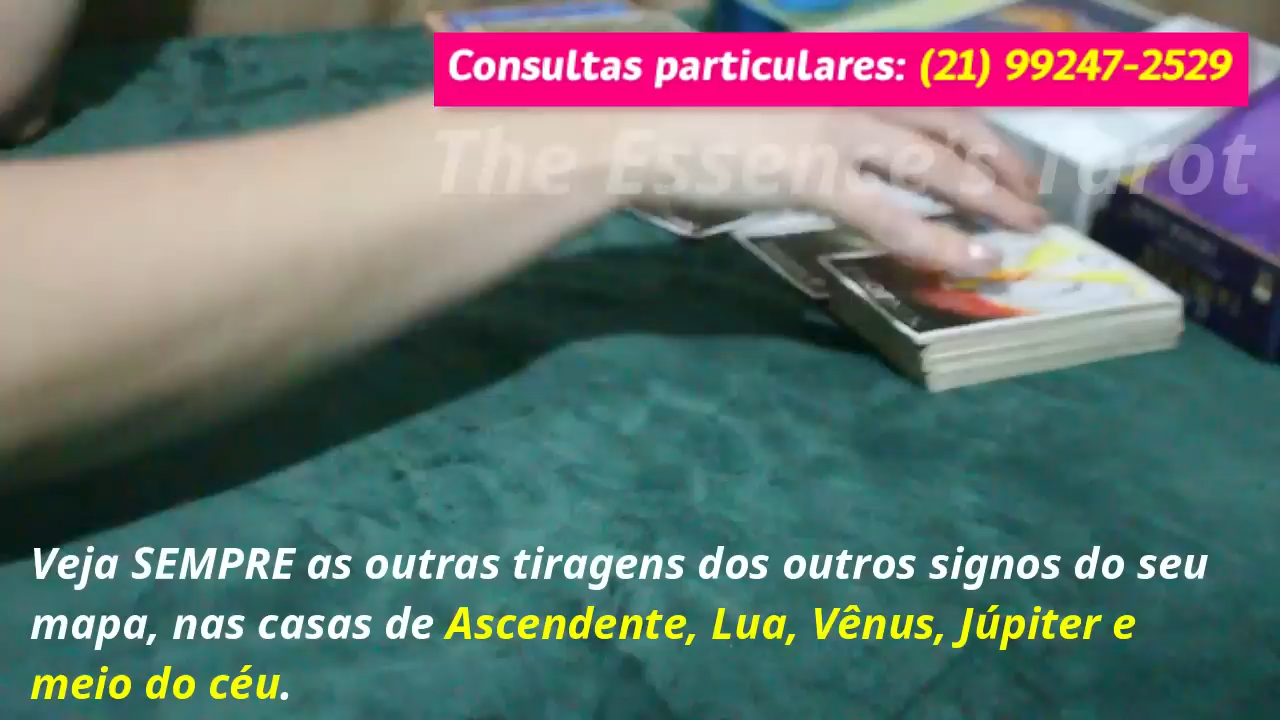 Consultas particulares: (21) 99247-2529
The Essence's Tarot
Veja SEMPRE as outras tiragens dos outros signos do seu
mapa, nas casas de Ascendente, Lua, Vênus, Júpiter e
meio do céu.